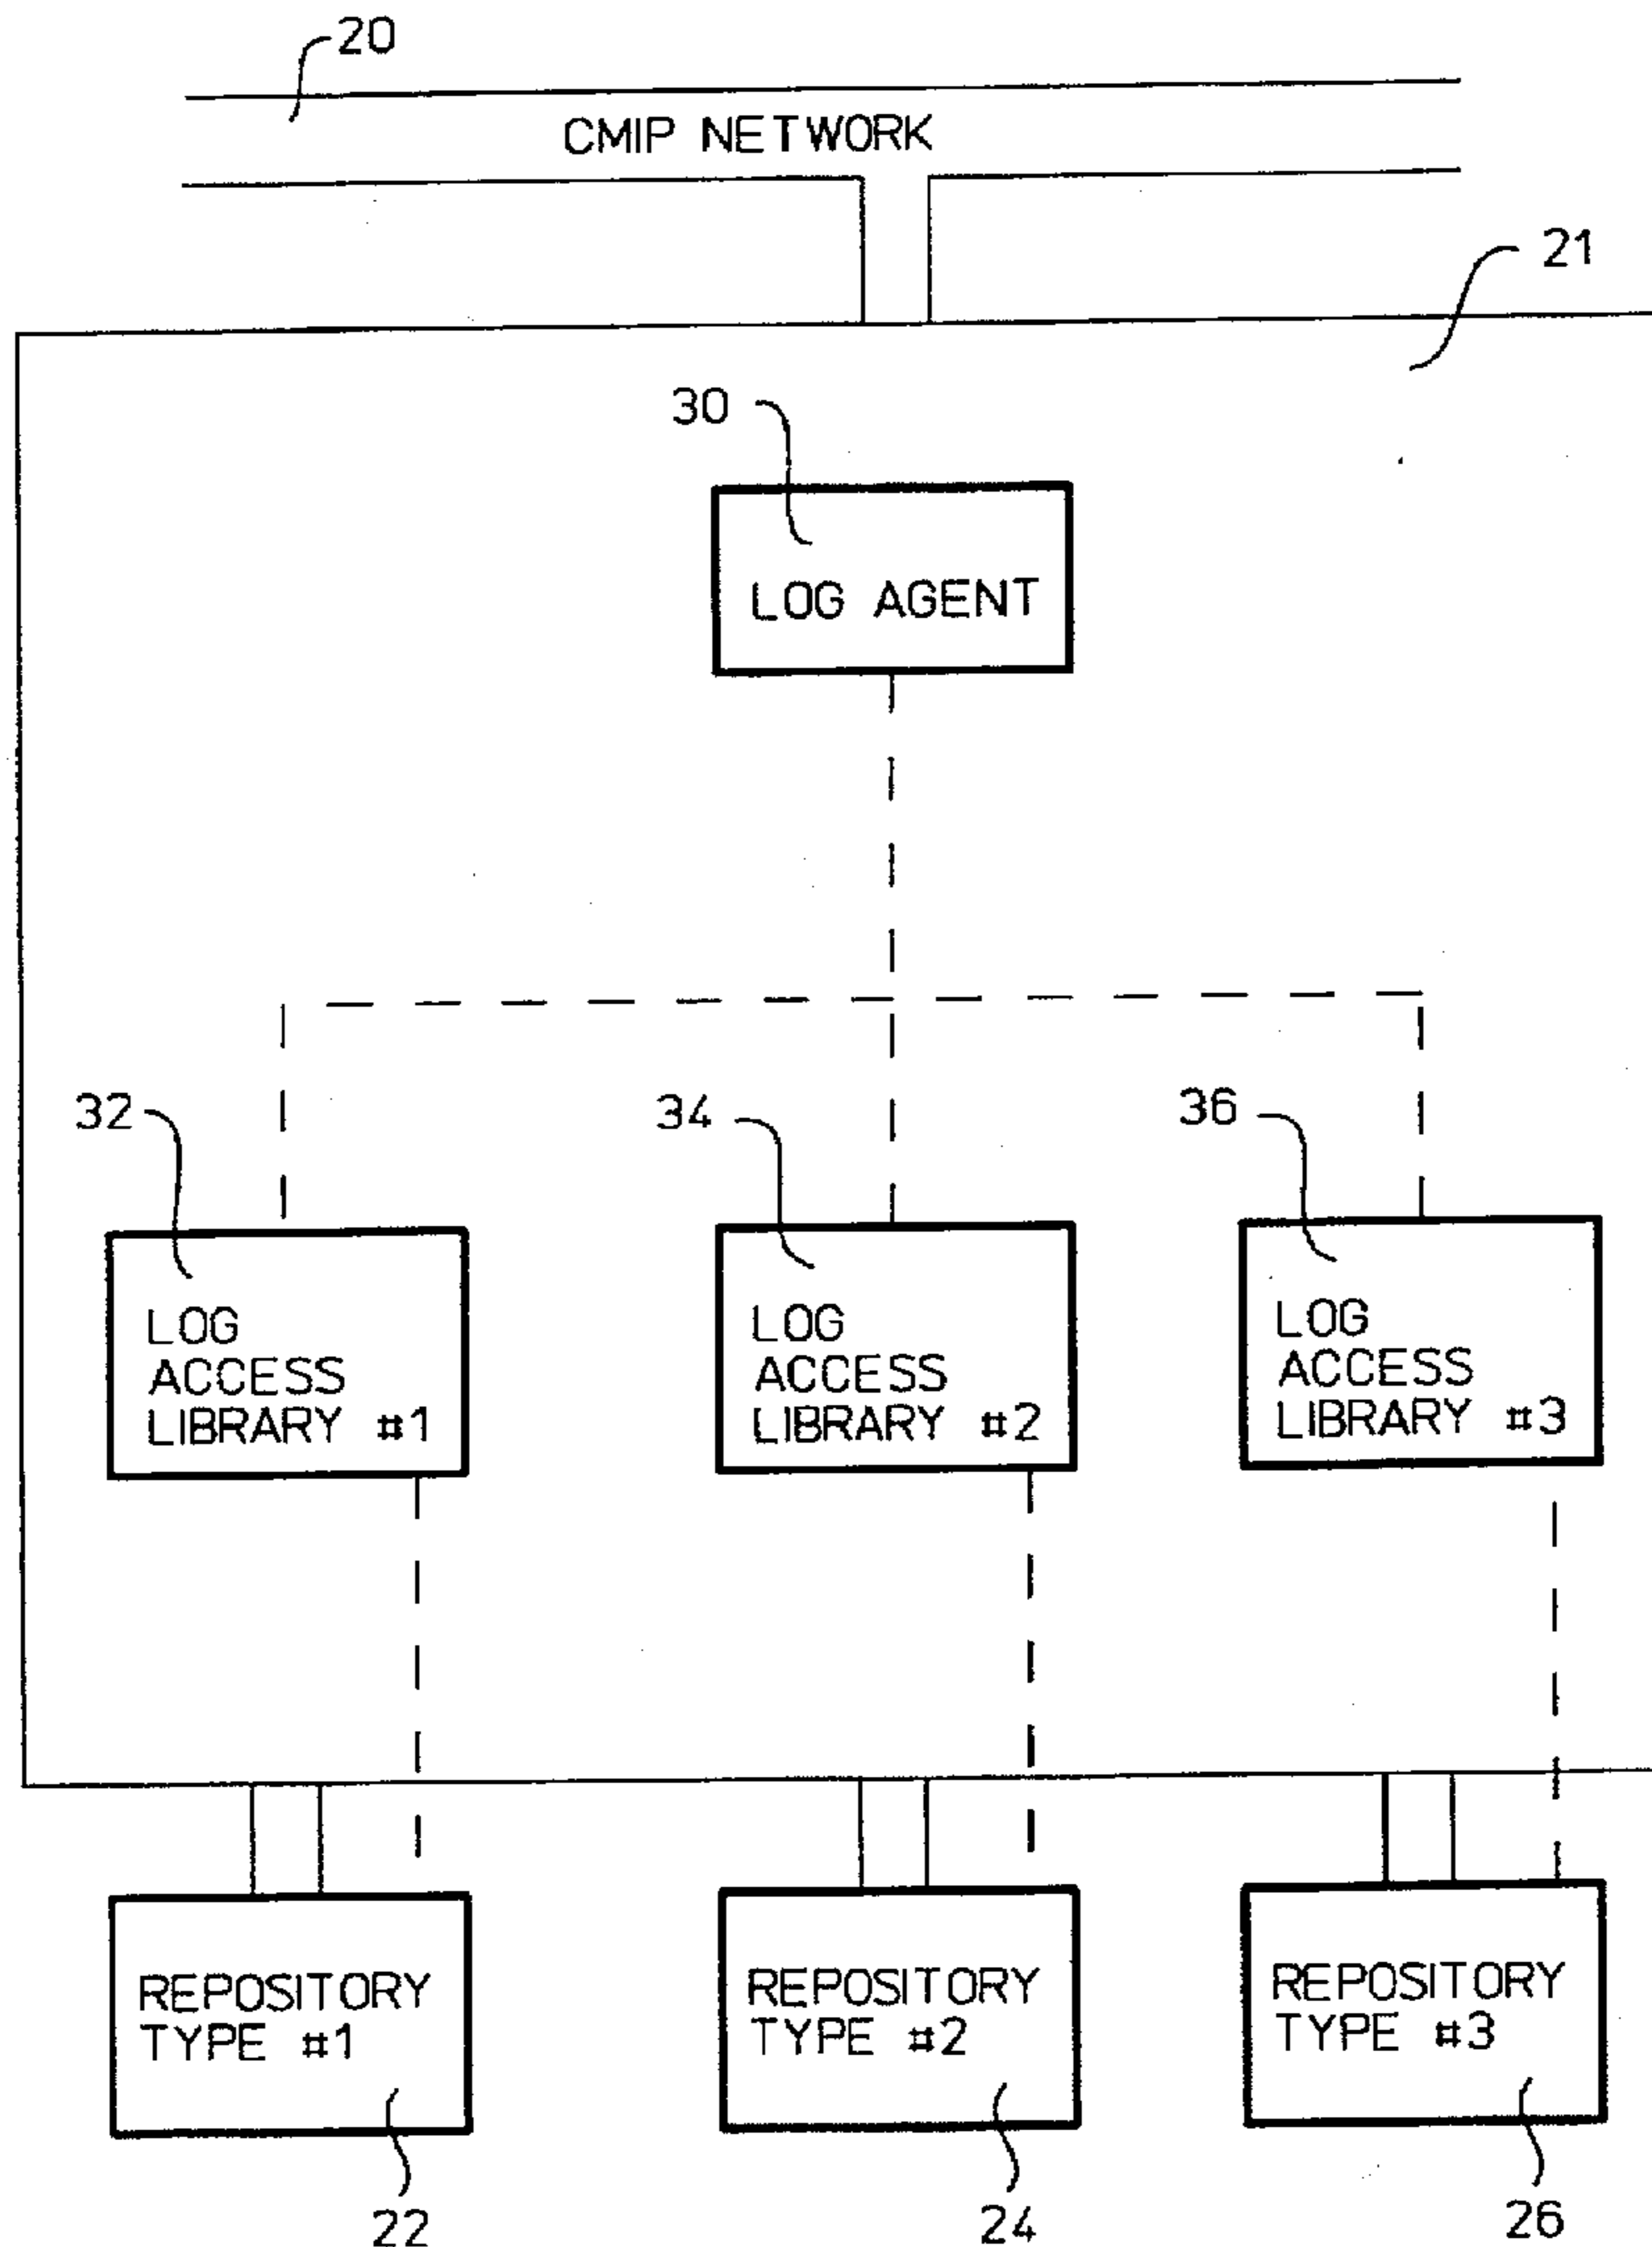 20
CMIP NETWORK
21
30
LOG AGENT
32
34
36
LOG
ACCESS
LIBRARY #1
LOG
ACCESS
LIBRARY #2
LOG
ACCESS
LIBRARY #3
REPOSITORY
TYPE #1
REPOSITORY
TYPE #2
REPOSITORY
TYPE #3
22
24
26